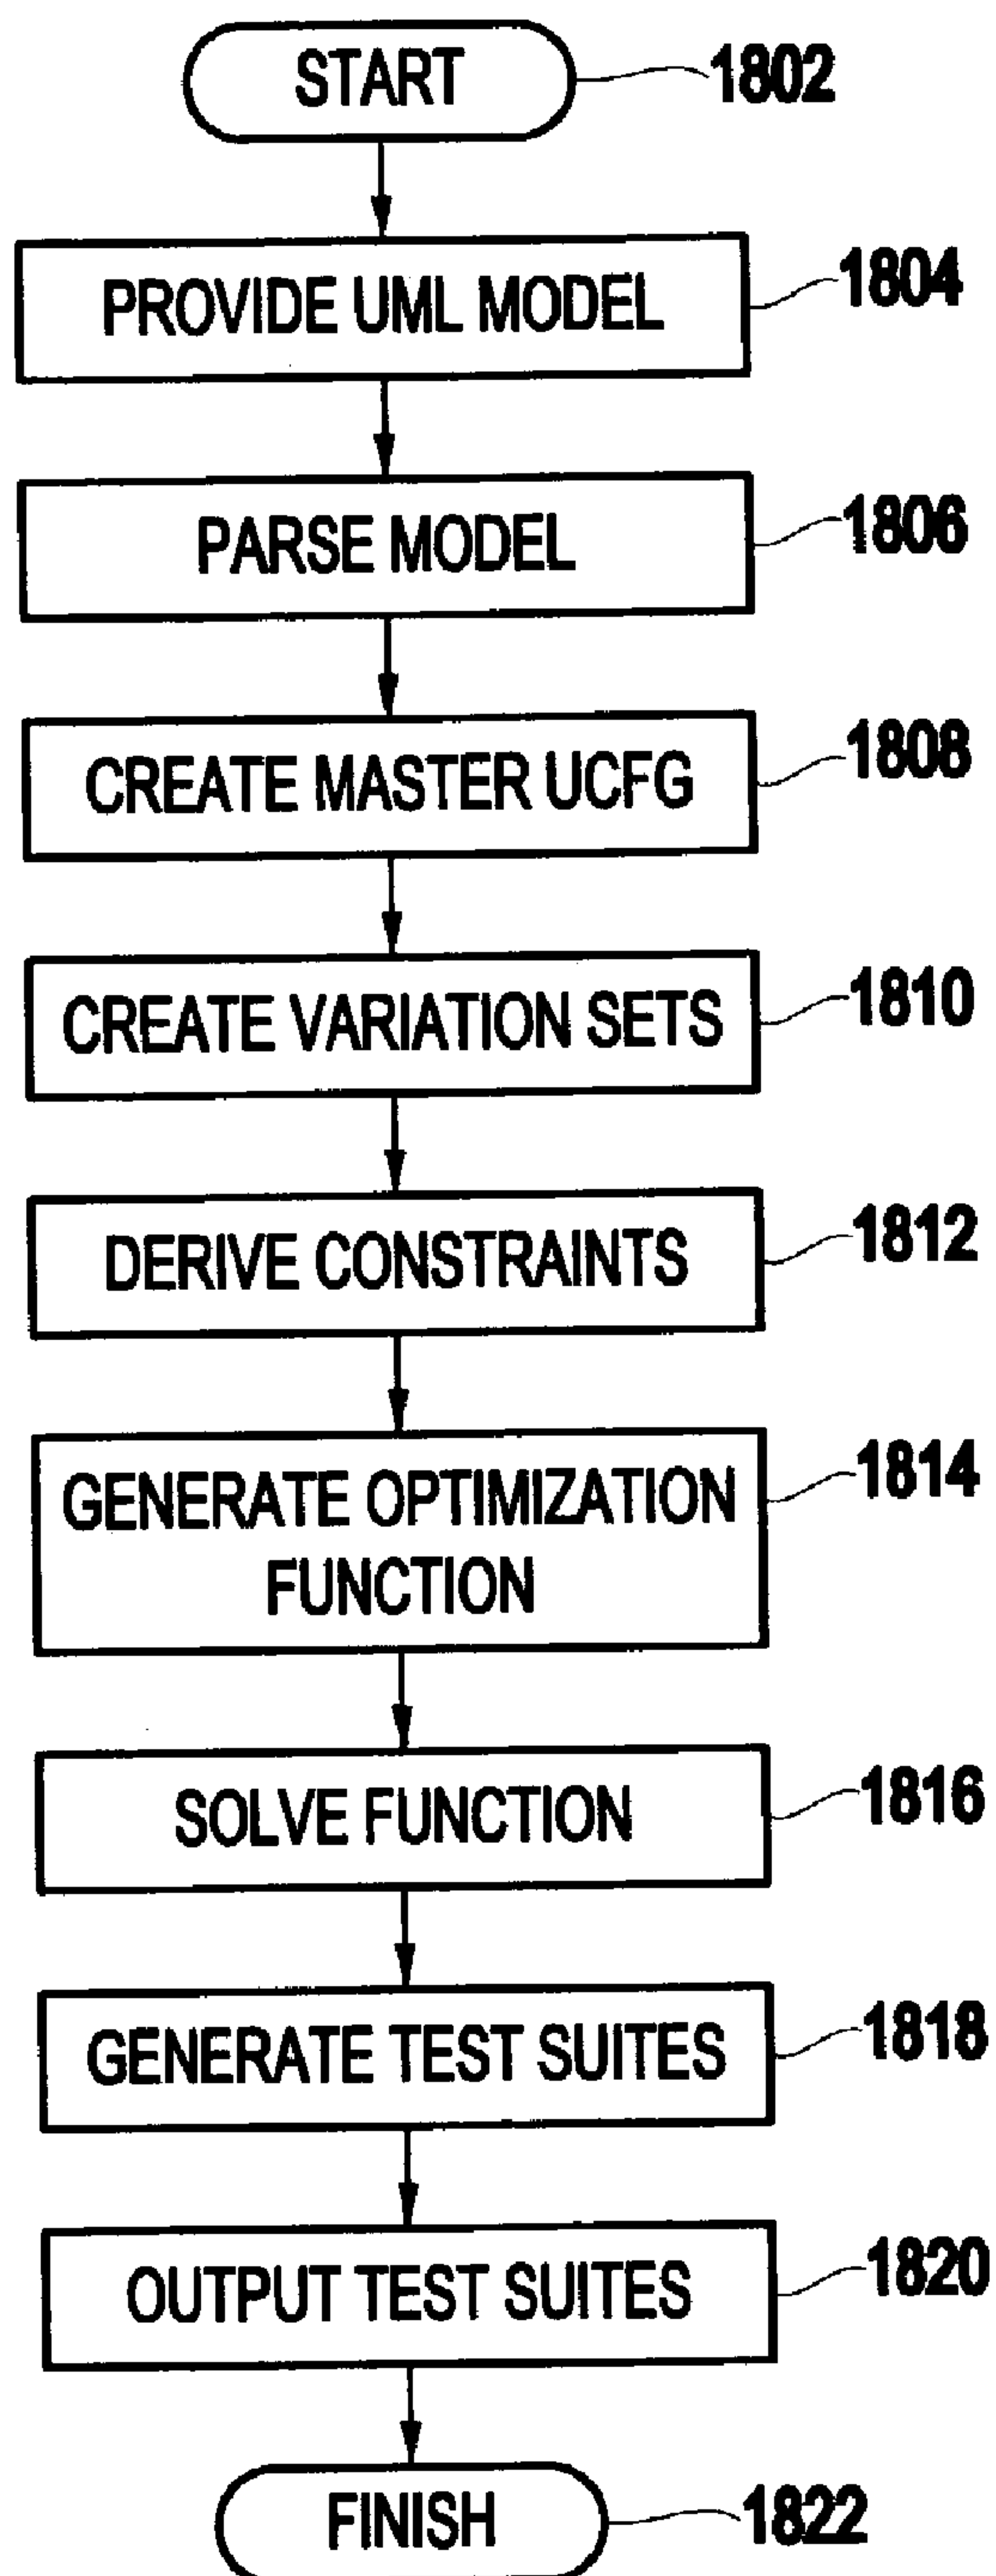 START
1802
PROVIDE UML MODEL
1804
PARSE MODEL
1806
CREATE MASTER UCFG
1808
CREATE VARIATION SETS
1810
DERIVE CONSTRAINTS
1812
GENERATE OPTIMIZATION
FUNCTION
1814
SOLVE FUNCTION
1816
GENERATE TEST SUITES
1818
OUTPUT TEST SUITES
1820
FINISH
1822